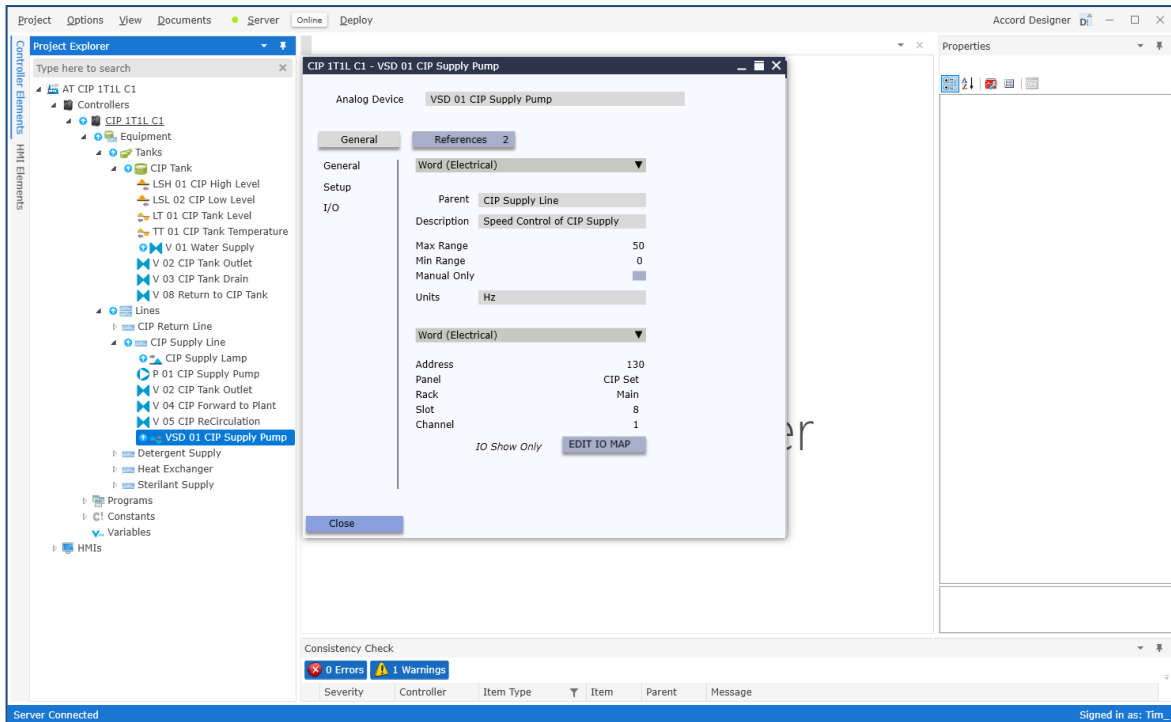 Project Options View Documents Server Online Deploy Accord Designer
Controller Elements
HMI Elements
Project Explorer
Type here to search
AT CIP 1T1L C1
Controllers
CIP 1T1L C1
Equipment
Tanks
CIP Tank
LSH 01 CIP High Level
LSL 02 CIP Low Level
LT 01 CIP Tank Level
TT 01 CIP Tank Temperature
V 01 Water Supply
V 02 CIP Tank Outlet
V 03 CIP Tank Drain
V 08 Return to CIP Tank
Lines
CIP Return Line
CIP Supply Line
CIP Supply Lamp
P 01 CIP Supply Pump
V 02 CIP Tank Outlet
V 04 CIP Forward to Plant
V 05 CIP ReCirculation
VSD 01 CIP Supply Pump
Detergent Supply
Heat Exchanger
Sterilant Supply
Programs
C! Constants
Variables
HMIs
CIP 1T1L C1 - VSD 01 CIP Supply Pump
Analog Device VSD 01 CIP Supply Pump
General References 2
General
Setup
I/O
Word (Electrical)
Parent CIP Supply Line
Description Speed Control of CIP Supply
Max Range 50
Min Range 0
Manual Only
Units Hz
Word (Electrical)
Address 130
Panel CIP Set
Rack Main
Slot 8
Channel 1
IO Show Only EDIT IO MAP
Close
er
Properties
Consistency Check
0 Errors 1 Warnings
Severity Controller Item Type Item Parent Message
Server Connected Signed in as: Tim_